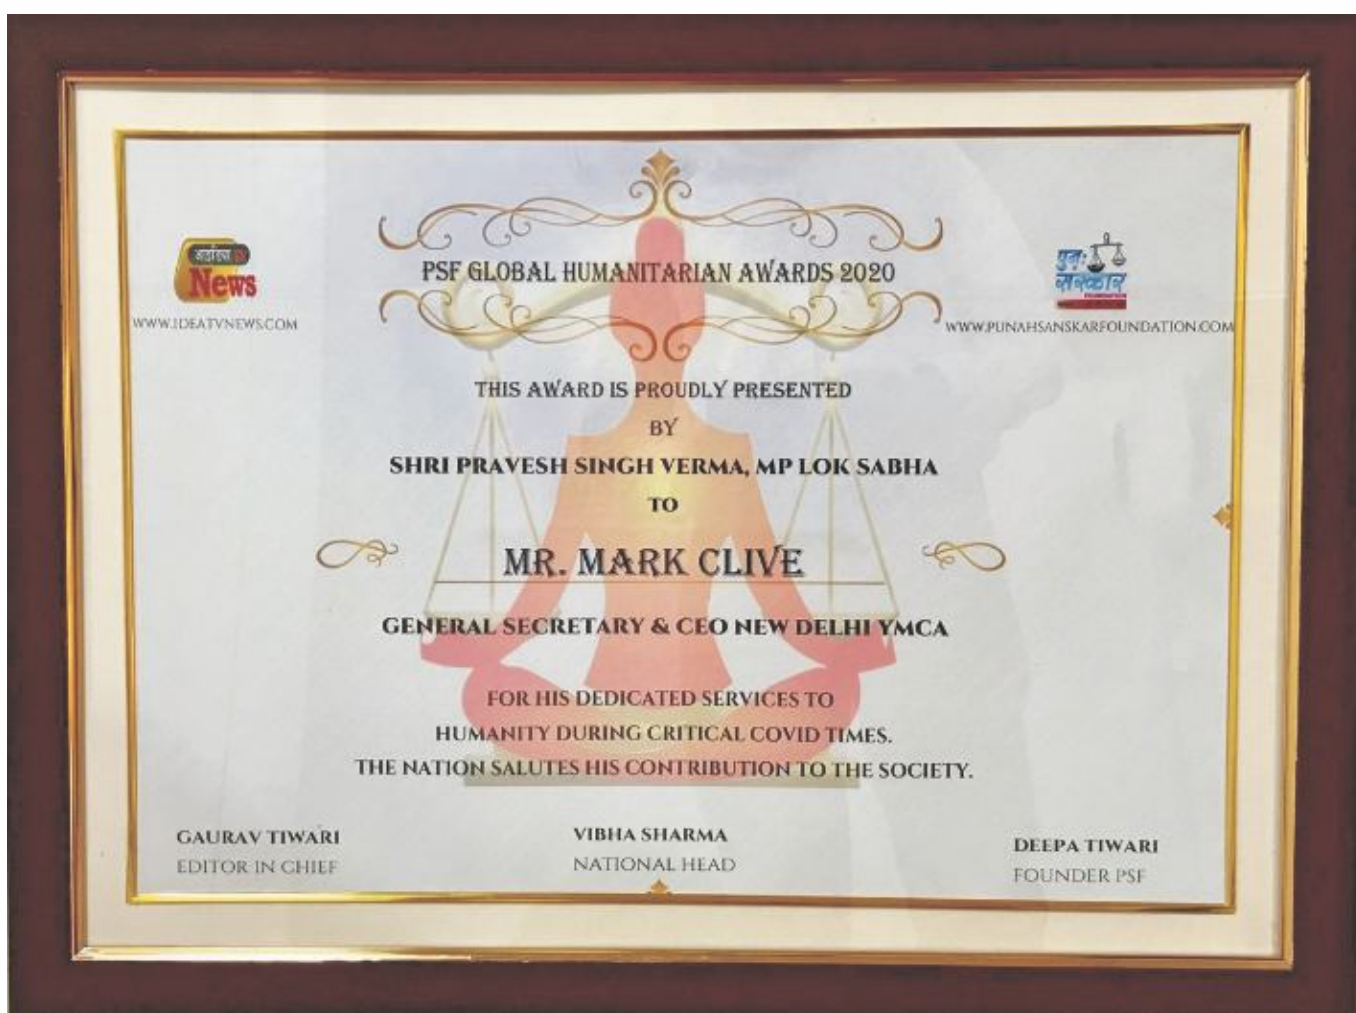 PSF GLOBAL HUMANITARIAN AWARDS 2020
News
WWW.IDEATVNEWS.COM
पुनः
संस्कार
FOUNDATION
WWW.PUNAHSANSKARFOUNDATION.COM
THIS AWARD IS PROUDLY PRESENTED
BY
SHRI PRAVESH SINGH VERMA, MP LOK SABHA
TO
MR. MARK CLIVE
GENERAL SECRETARY & CEO NEW DELHI YMCA
FOR HIS DEDICATED SERVICES TO
HUMANITY DURING CRITICAL COVID TIMES.
THE NATION SALUTES HIS CONTRIBUTION TO THE SOCIETY.
GAURAV TIWARI
EDITOR IN CHIEF
VIBHA SHARMA
NATIONAL HEAD
DEEPA TIWARI
FOUNDER PSF